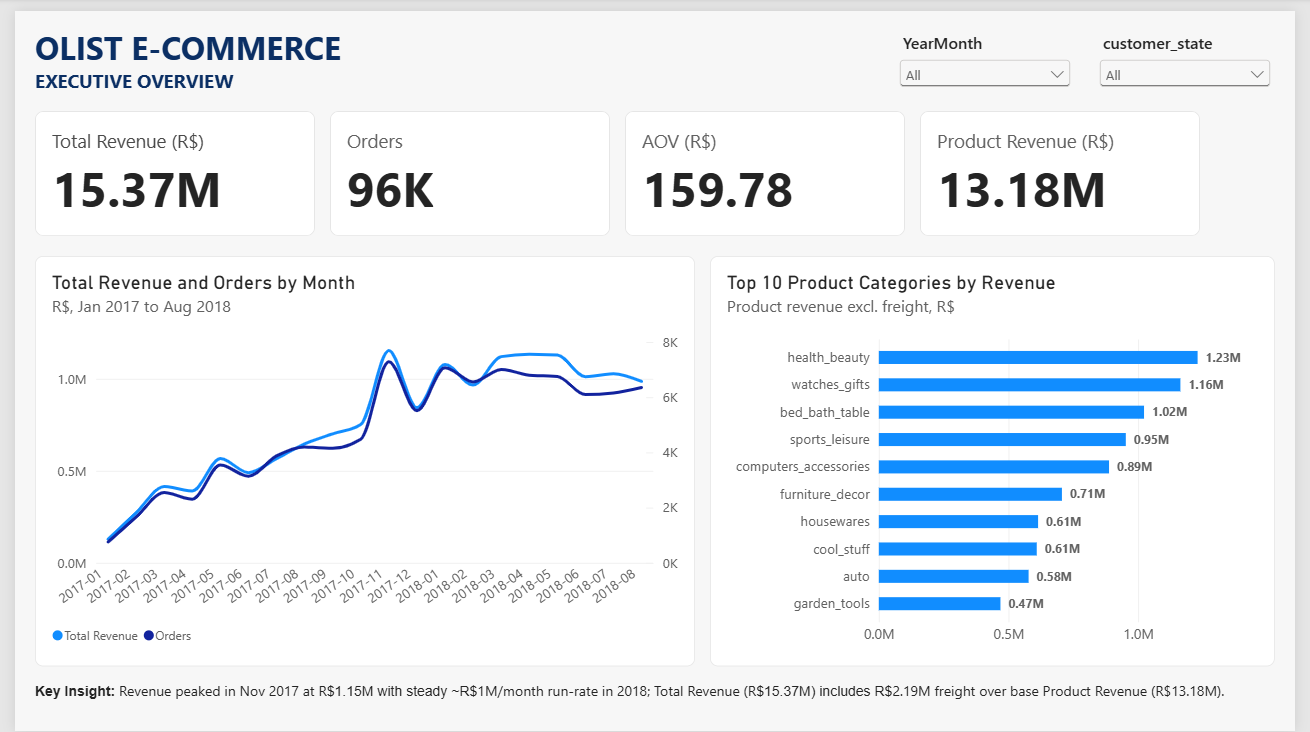 OLIST E-COMMERCE
EXECUTIVE OVERVIEW
YearMonth
All
customer_state
All
Total Revenue (R$)
15.37M
Orders
96K
AOV (R$)
159.78
Product Revenue (R$)
13.18M
Total Revenue and Orders by Month
R$, Jan 2017 to Aug 2018
1.0M
0.5M
0.0M
8K
6K
4K
2K
0K
2017-01
2017-02
2017-03
2017-04
2017-05
2017-06
2017-07
2017-08
2017-09
2017-10
2017-11
2017-12
2018-01
2018-02
2018-03
2018-04
2018-05
2018-06
2018-07
2018-08
Total Revenue
Orders
Top 10 Product Categories by Revenue
Product revenue excl. freight, R$
health_beauty 1.23M
watches_gifts 1.16M
bed_bath_table 1.02M
sports_leisure 0.95M
computers_accessories 0.89M
furniture_decor 0.71M
housewares 0.61M
cool_stuff 0.61M
auto 0.58M
garden_tools 0.47M
0.0M 0.5M 1.0M
Key Insight: Revenue peaked in Nov 2017 at R$1.15M with steady ~R$1M/month run-rate in 2018; Total Revenue (R$15.37M) includes R$2.19M freight over base Product Revenue (R$13.18M).